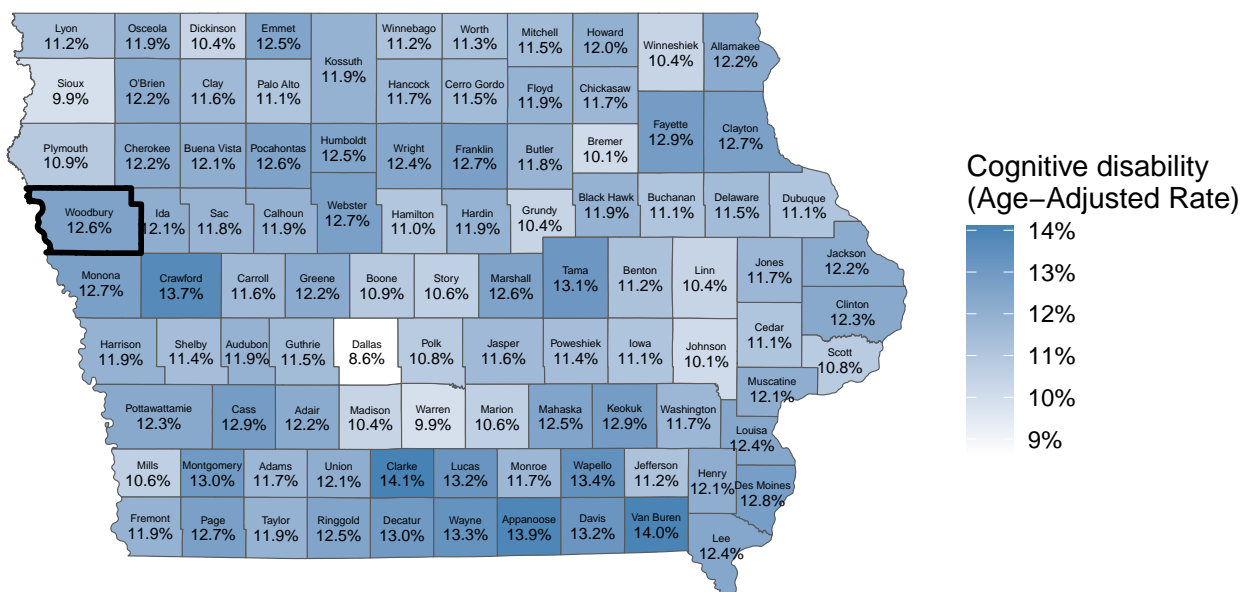 Lyon
11.2%
Osceola
11.9%
Dickinson
10.4%
Emmet
12.5%
Kossuth
11.9%
Winnebago
11.2%
Worth
11.3%
Mitchell
11.5%
Howard
12.0%
Winneshiek
10.4%
Allamakee
12.2%
Sioux
9.9%
O'Brien
12.2%
Clay
11.6%
Palo Alto
11.1%
Hancock
11.7%
Cerro Gordo
11.5%
Floyd
11.9%
Chickasaw
11.7%
Plymouth
10.9%
Cherokee
12.2%
Buena Vista
12.1%
Pocahontas
12.6%
Humboldt
12.5%
Wright
12.4%
Franklin
12.7%
Butler
11.8%
Bremer
10.1%
Fayette
12.9%
Clayton
12.7%
Woodbury
12.6%
Ida
12.1%
Sac
11.8%
Calhoun
11.9%
Webster
12.7%
Hamilton
11.0%
Hardin
11.9%
Grundy
10.4%
Black Hawk
11.9%
Buchanan
11.1%
Delaware
11.5%
Dubuque
11.1%
Monona
12.7%
Crawford
13.7%
Carroll
11.6%
Greene
12.2%
Boone
10.9%
Story
10.6%
Marshall
12.6%
Tama
13.1%
Benton
11.2%
Linn
10.4%
Jones
11.7%
Jackson
12.2%
Clinton
12.3%
Harrison
11.9%
Shelby
11.4%
Audubon
11.9%
Guthrie
11.5%
Dallas
8.6%
Polk
10.8%
Jasper
11.6%
Poweshiek
11.4%
Iowa
11.1%
Johnson
10.1%
Cedar
11.1%
Scott
10.8%
Muscatine
12.1%
Pottawattamie
12.3%
Cass
12.9%
Adair
12.2%
Madison
10.4%
Warren
9.9%
Marion
10.6%
Mahaska
12.5%
Keokuk
12.9%
Washington
11.7%
Louisa
12.4%
Mills
10.6%
Montgomery
13.0%
Adams
11.7%
Union
12.1%
Clarke
14.1%
Lucas
13.2%
Monroe
11.7%
Wapello
13.4%
Jefferson
11.2%
Henry
12.1%
Des Moines
12.8%
Fremont
11.9%
Page
12.7%
Taylor
11.9%
Ringgold
12.5%
Decatur
13.0%
Wayne
13.3%
Appanoose
13.9%
Davis
13.2%
Van Buren
14.0%
Lee
12.4%
Cognitive disability
(Age−Adjusted Rate)
14%
13%
12%
11%
10%
9%